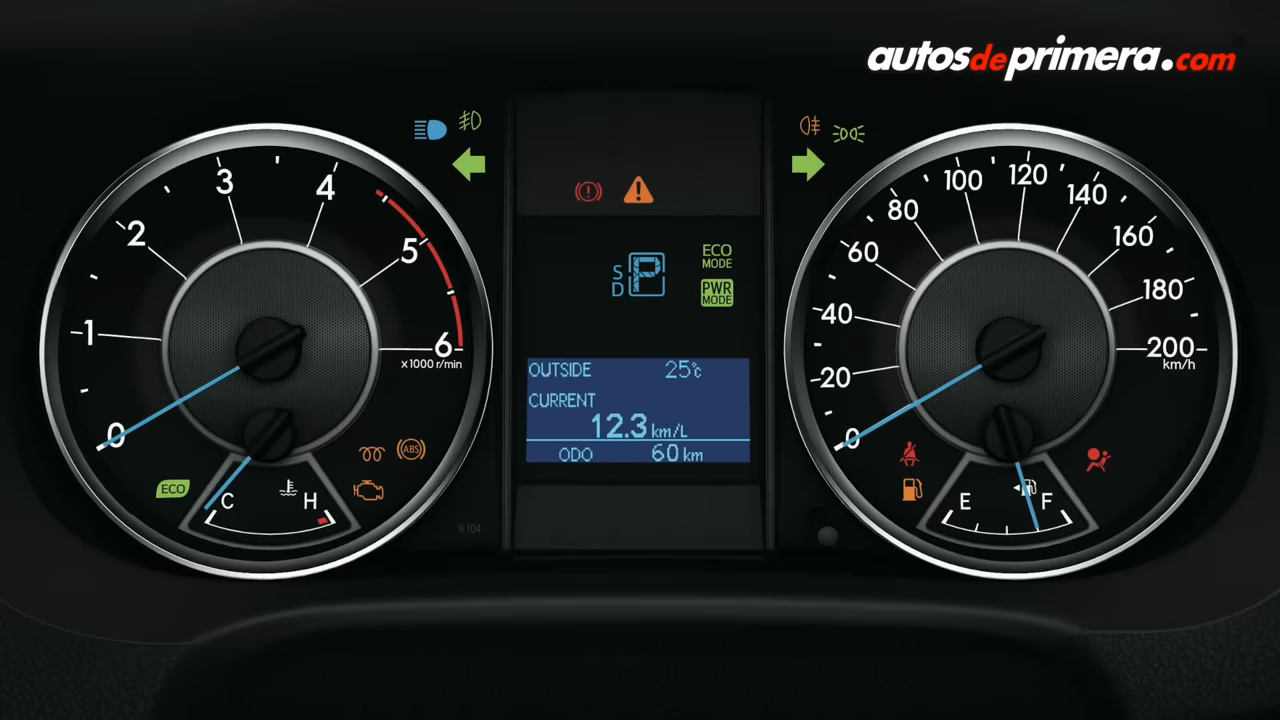 autosdeprimera.com
0
1
2
3
4
5
6
x1000 r/min
ECO
C
H
ABS
N 104
S
D
P
ECO
MODE
PWR
MODE
OUTSIDE 25℃
CURRENT
12.3 km/L
ODO 60 km
0
20
40
60
80
100
120
140
160
180
200
km/h
E
F